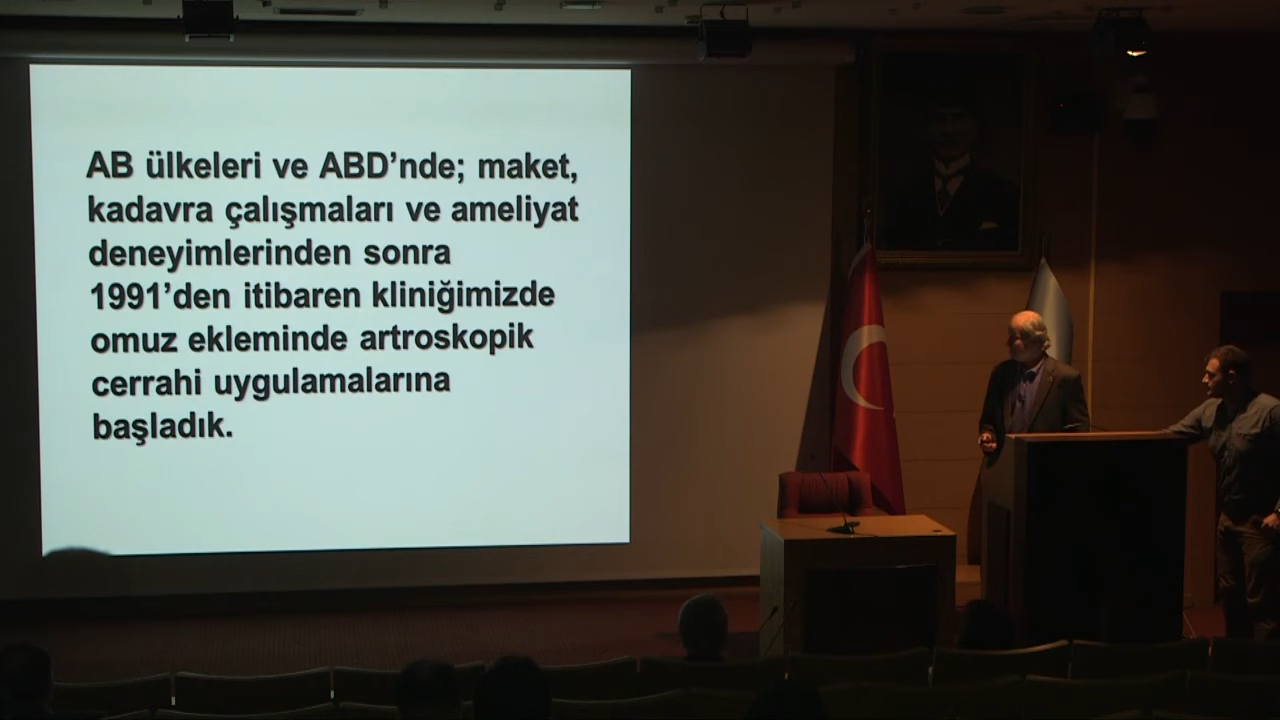 AB ülkeleri ve ABD’nde; maket,
kadavra çalışmaları ve ameliyat
deneyimlerinden sonra
1991’den itibaren kliniğimizde
omuz ekleminde artroskopik
cerrahi uygulamalarına
başladık.